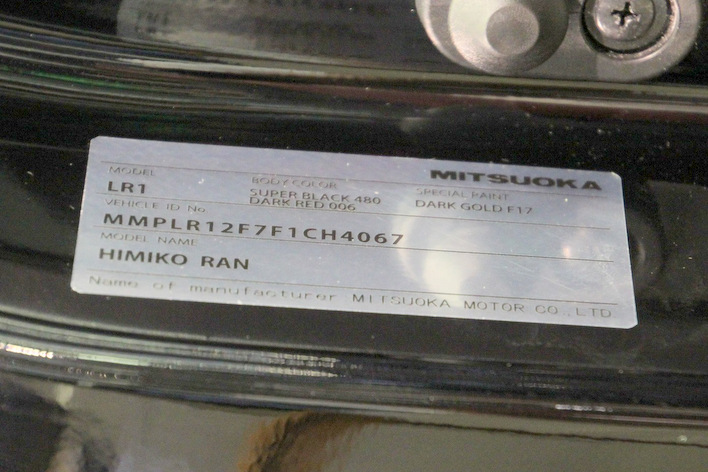 MITSUOKA
MODEL BODY COLOR SPECIAL PAINT
LR1 SUPER BLACK 480 DARK GOLD F17
DARK RED 006
VEHICLE ID No.
MMPLR12F7F1CH4067
MODEL NAME
HIMIKO RAN
Name of manufacturer MITSUOKA MOTOR CO.,LTD